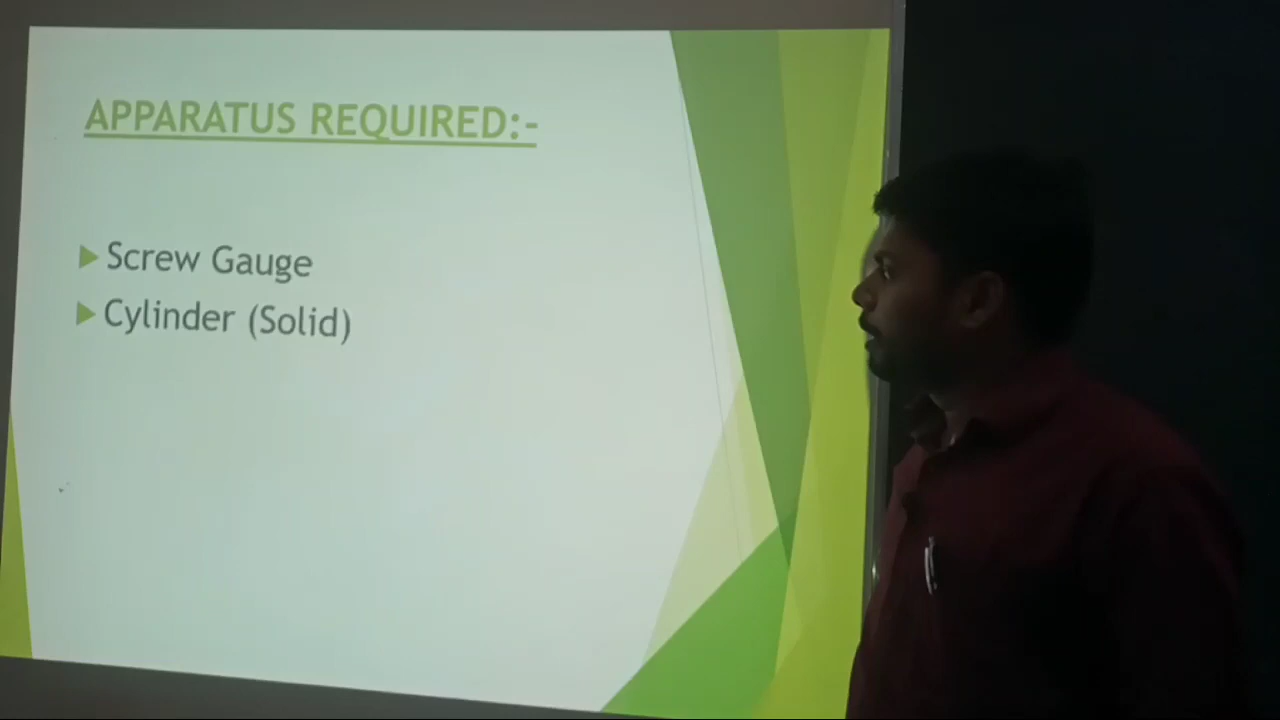 APPARATUS REQUIRED:-
Screw Gauge
Cylinder (Solid)